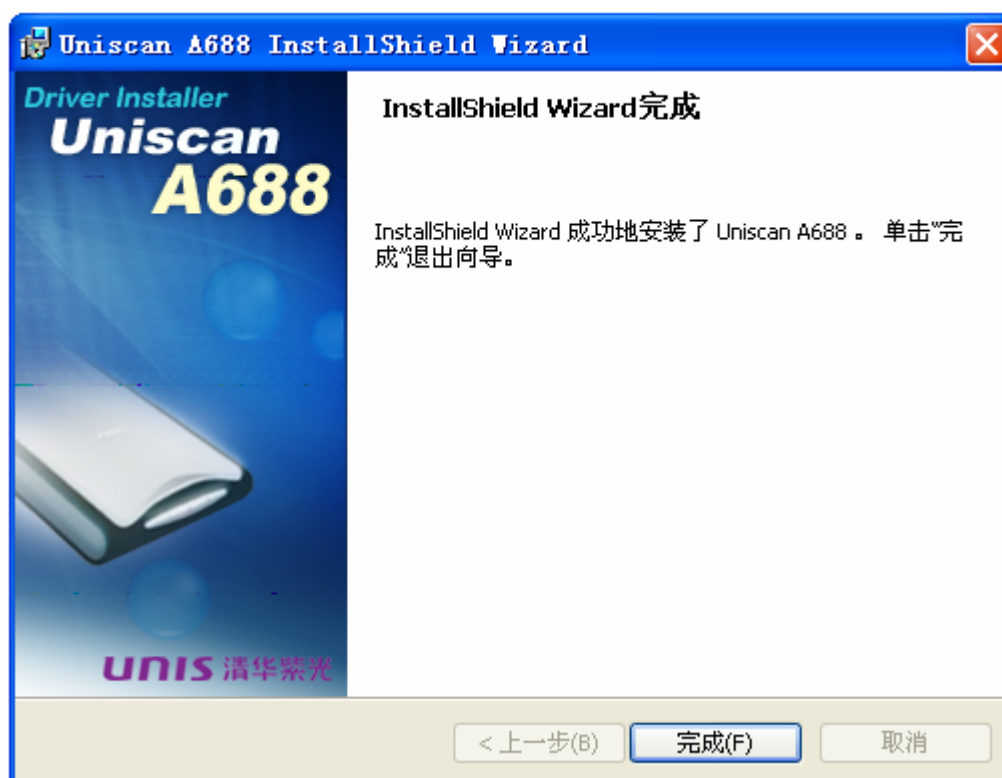 Uniscan A688 InstallShield Wizard
Driver Installer
Uniscan
A688
InstallShield Wizard完成
InstallShield Wizard 成功地安装了 Uniscan A688 。 单击“完
成”退出向导。
UNIS 清华紫光
< 上一步(B)
完成(F)
取消